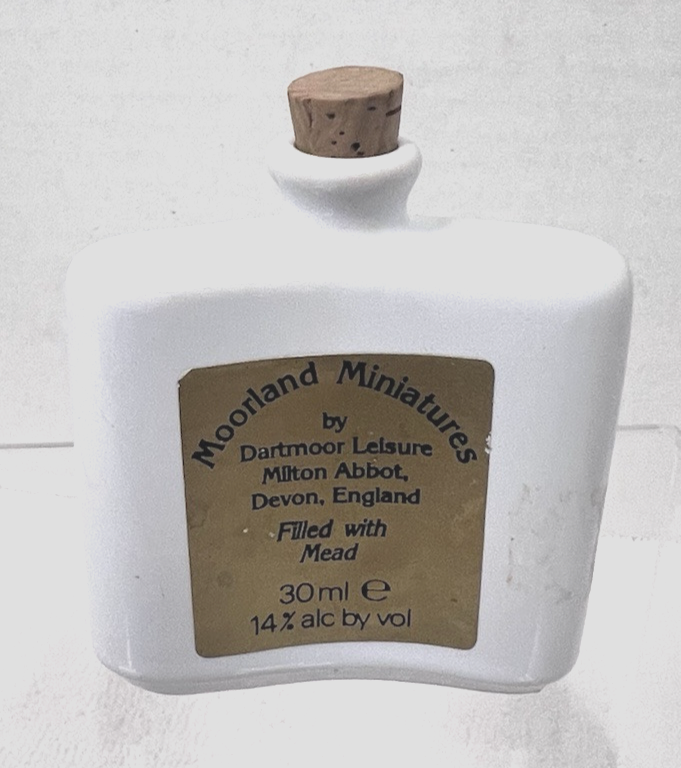 Moorland Miniatures
by
Dartmoor Leisure
Milton Abbot,
Devon, England
Filled with
Mead
30ml ℮
14% alc by vol